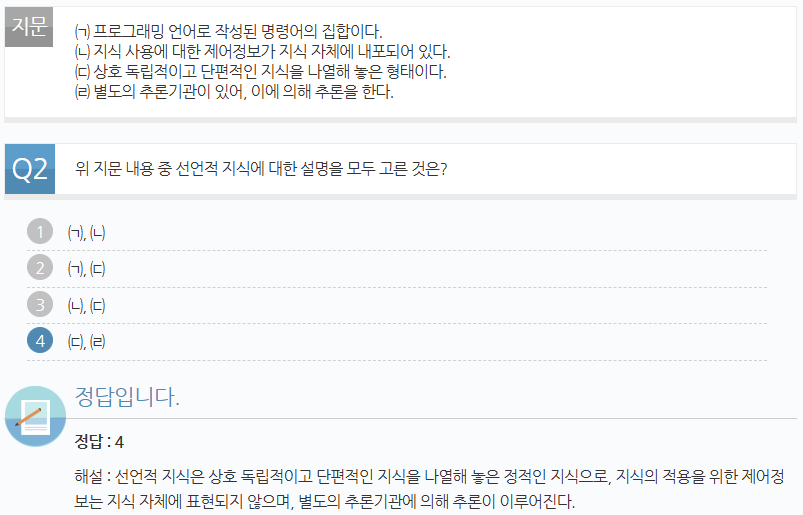 지문
㈀ 프로그래밍 언어로 작성된 명령어의 집합이다.
㈁ 지식 사용에 대한 제어정보가 지식 자체에 내포되어 있다.
㈂ 상호 독립적이고 단편적인 지식을 나열해 놓은 형태이다.
㈃ 별도의 추론기관이 있어, 이에 의해 추론을 한다.
Q2
위 지문 내용 중 선언적 지식에 대한 설명을 모두 고른 것은?
1 ㈀, ㈁
2 ㈀, ㈂
3 ㈁, ㈂
4 ㈂, ㈃
정답입니다.
정답 : 4
해설 : 선언적 지식은 상호 독립적이고 단편적인 지식을 나열해 놓은 정적인 지식으로, 지식의 적용을 위한 제어정
보는 지식 자체에 표현되지 않으며, 별도의 추론기관에 의해 추론이 이루어진다.